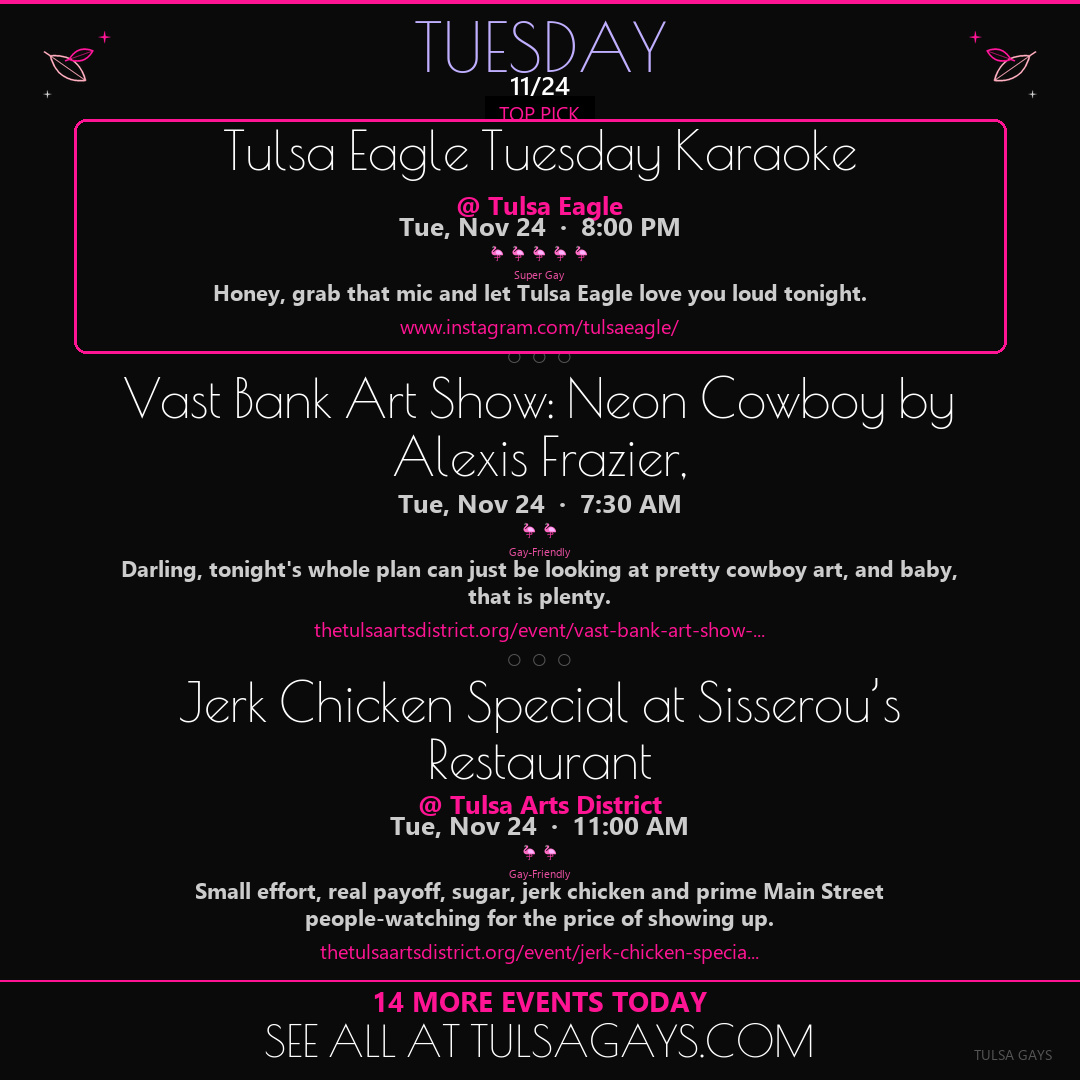 TUESDAY
11/24
TOP PICK
Tulsa Eagle Tuesday Karaoke
@ Tulsa Eagle
Tue, Nov 24 · 8:00 PM
Super Gay
Honey, grab that mic and let Tulsa Eagle love you loud tonight.
www.instagram.com/tulsaeagle/
Vast Bank Art Show: Neon Cowboy by
Alexis Frazier,
Tue, Nov 24 · 7:30 AM
Gay-Friendly
Darling, tonight's whole plan can just be looking at pretty cowboy art, and baby,
that is plenty.
thetulsaartsdistrict.org/event/vast-bank-art-show-...
Jerk Chicken Special at Sisserou’s
Restaurant
@ Tulsa Arts District
Tue, Nov 24 · 11:00 AM
Gay-Friendly
Small effort, real payoff, sugar, jerk chicken and prime Main Street
people-watching for the price of showing up.
thetulsaartsdistrict.org/event/jerk-chicken-specia...
14 MORE EVENTS TODAY
SEE ALL AT TULSAGAYS.COM
TULSA GAYS